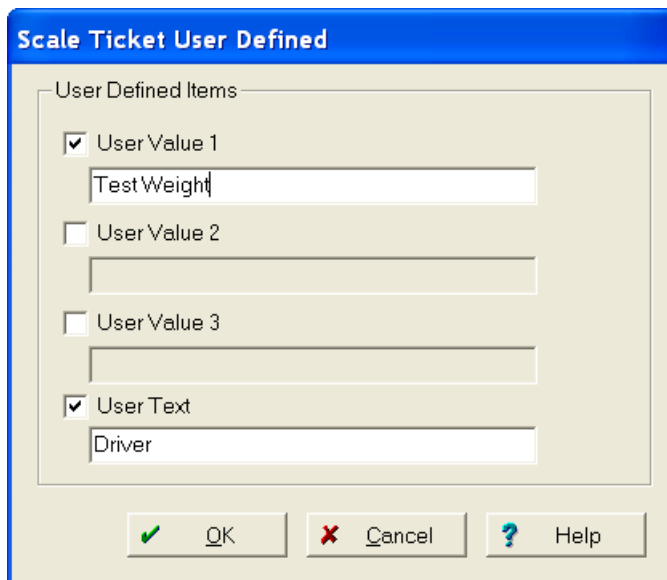 Scale Ticket User Defined
User Defined Items
User Value 1
Test Weight
User Value 2
User Value 3
User Text
Driver
OK Cancel Help